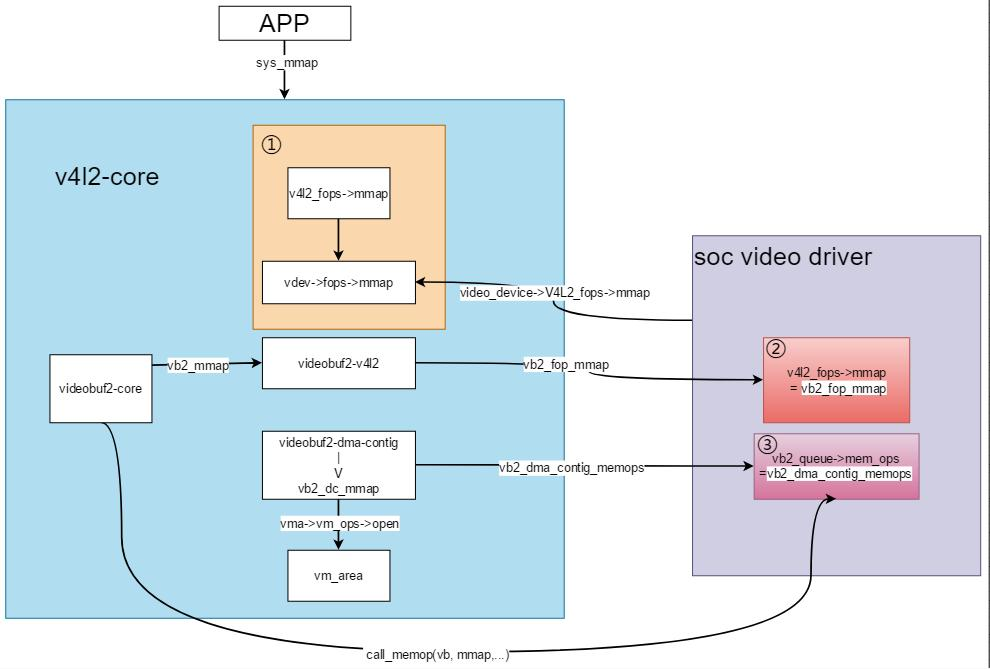 APP
sys_mmap
v4l2-core
①
v4l2_fops->mmap
vdev->fops->mmap
video_device->V4L2_fops->mmap
soc video driver
videobuf2-core
vb2_mmap
videobuf2-v4l2
vb2_fop_mmap
②
v4l2_fops->mmap
= vb2_fop_mmap
videobuf2-dma-contig
|
V
vb2_dc_mmap
vb2_dma_contig_memops
③
vb2_queue->mem_ops
=vb2_dma_contig_memops
vma->vm_ops->open
vm_area
call_memop(vb, mmap,...)